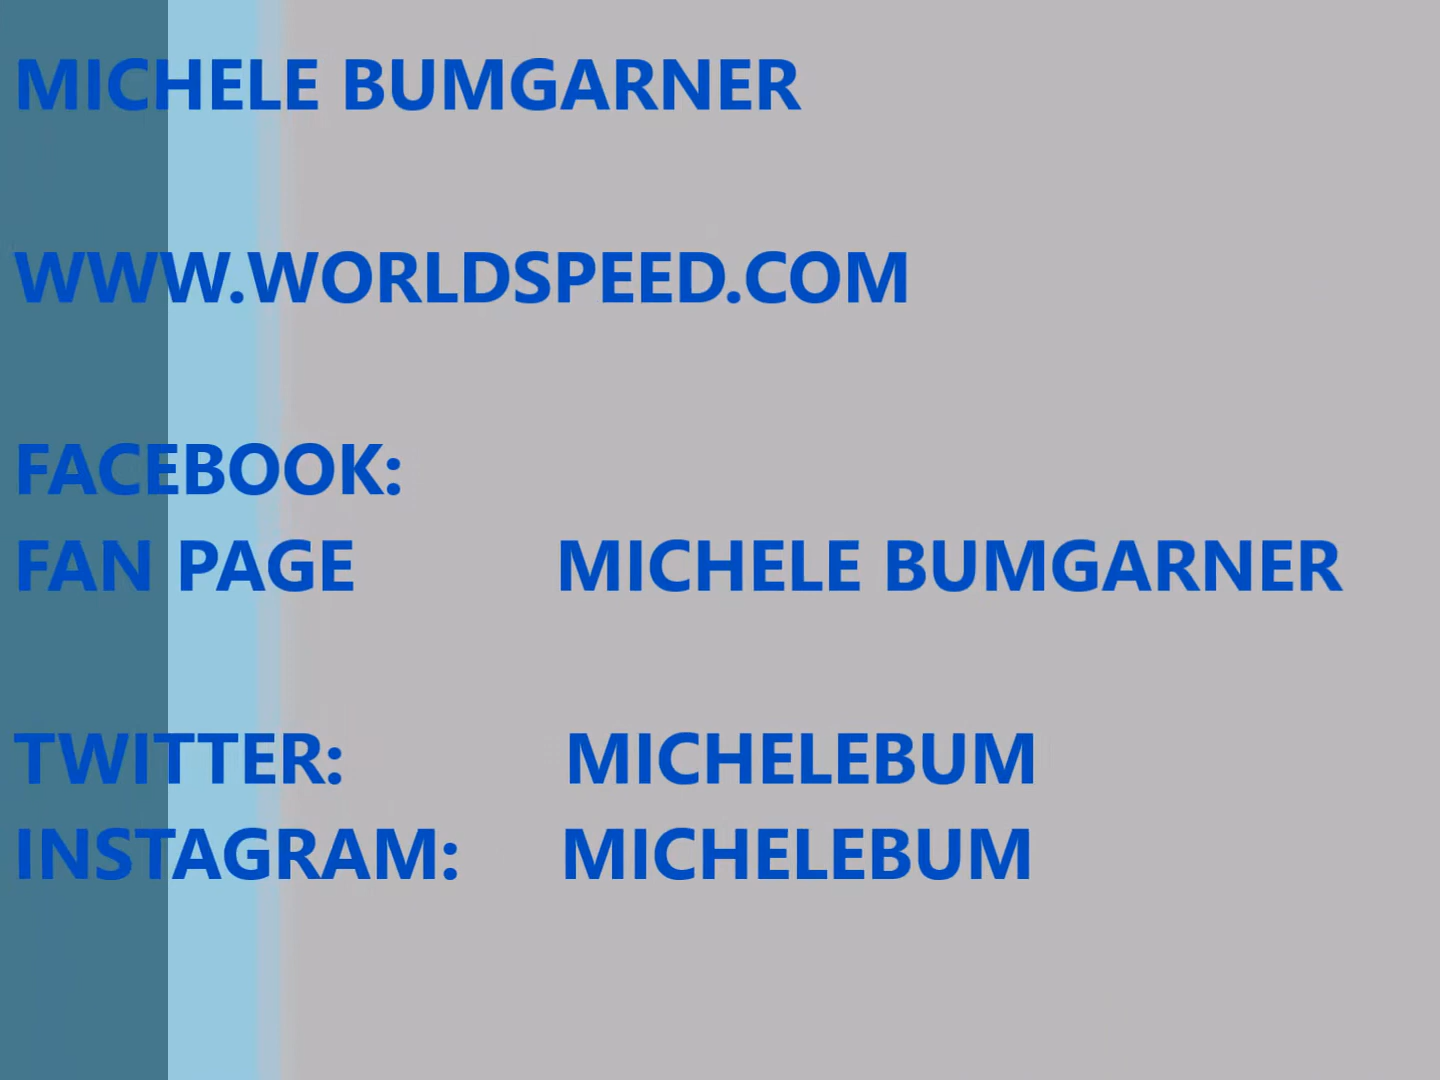 MICHELE BUMGARNER
WWW.WORLDSPEED.COM
FACEBOOK:
FAN PAGE MICHELE BUMGARNER
TWITTER: MICHELEBUM
INSTAGRAM: MICHELEBUM